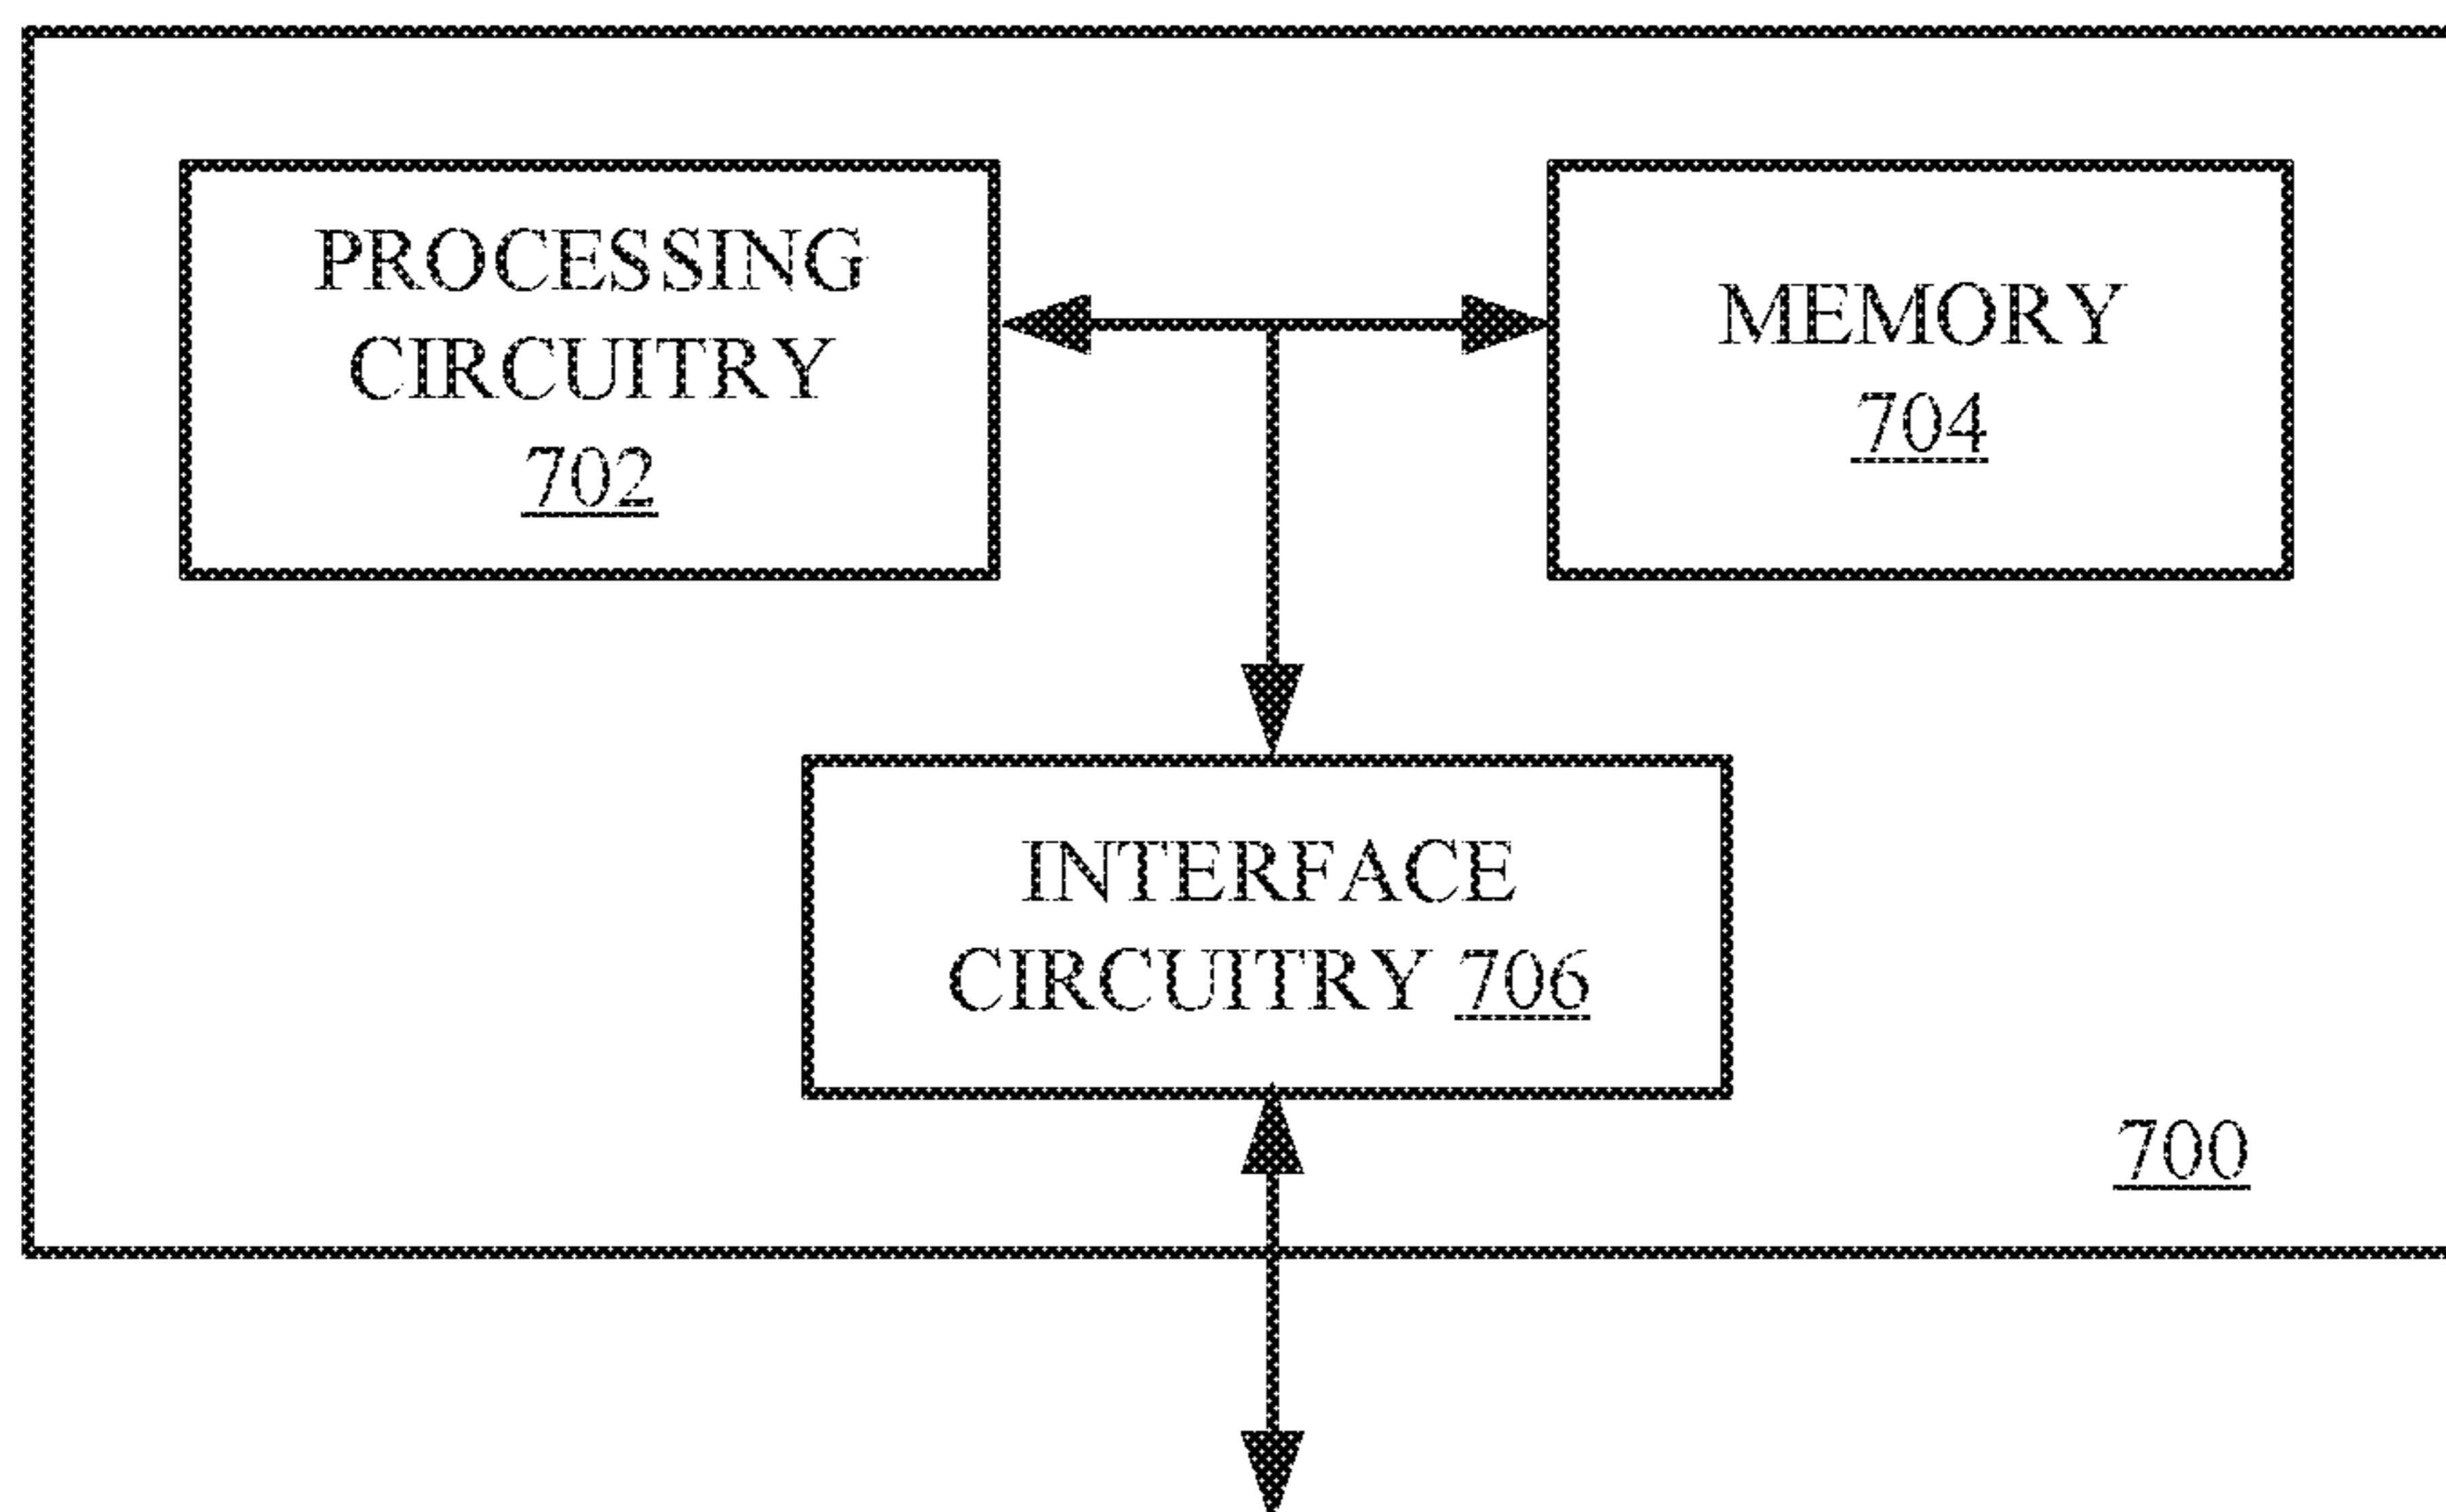 PROCESSING
CIRCUITRY
702
MEMORY
704
INTERFACE
CIRCUITRY 706
700